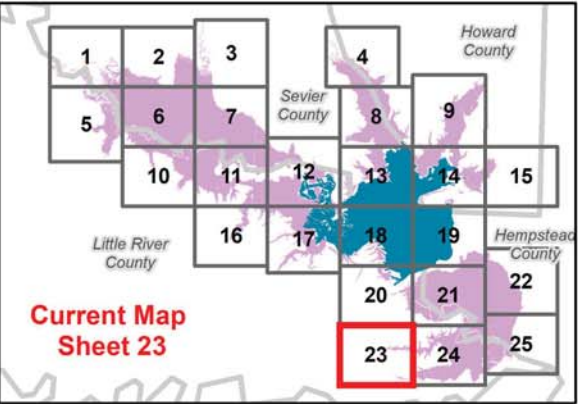 Howard
County
1
2
3
4
Sevier
County
5
6
7
8
9
10
11
12
13
14
15
Little River
County
16
17
18
19
Hempstead
County
20
21
22
Current Map
Sheet 23
23
24
25